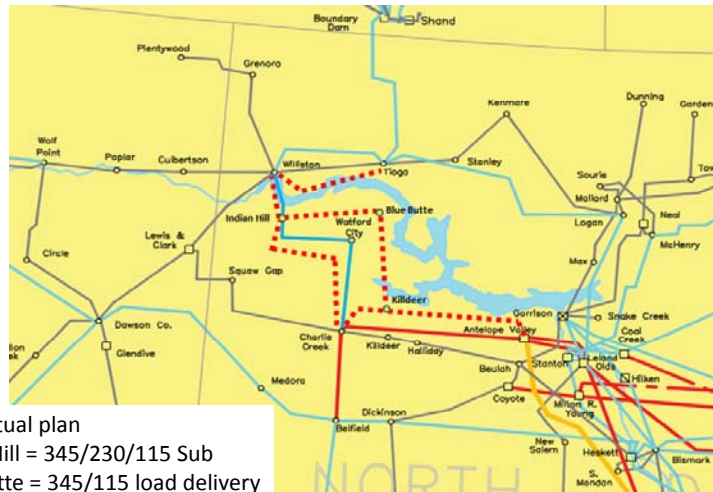 Boundary
Dam
Shand
Plentywood
Grenora
Dunning
Kenmare
Garden
Wolf
Point
Poplar
Culbertson
Williston
Tioga
Stanley
Souris
Mallard
Tow
Indian Hill
Blue Butte
Watford
City
Logan
Neal
McHenry
Lewis &
Clark
Circle
Squaw Gap
Max
Killdeer
Garrison
Snake Creek
Dawson Co.
Charlie
Creek
Antelope Valley
Coal
Creek
Glendive
Killdeer
Halliday
Beulah
Stanton
Leland
Olds
Hilken
Medora
Coyote
Milton R.
Young
Belfield
Dickinson
New
Salem
Heskett
Bismark
S.
Mandan
NORTH
tual plan
Hill = 345/230/115 Sub
tte = 345/115 load delivery